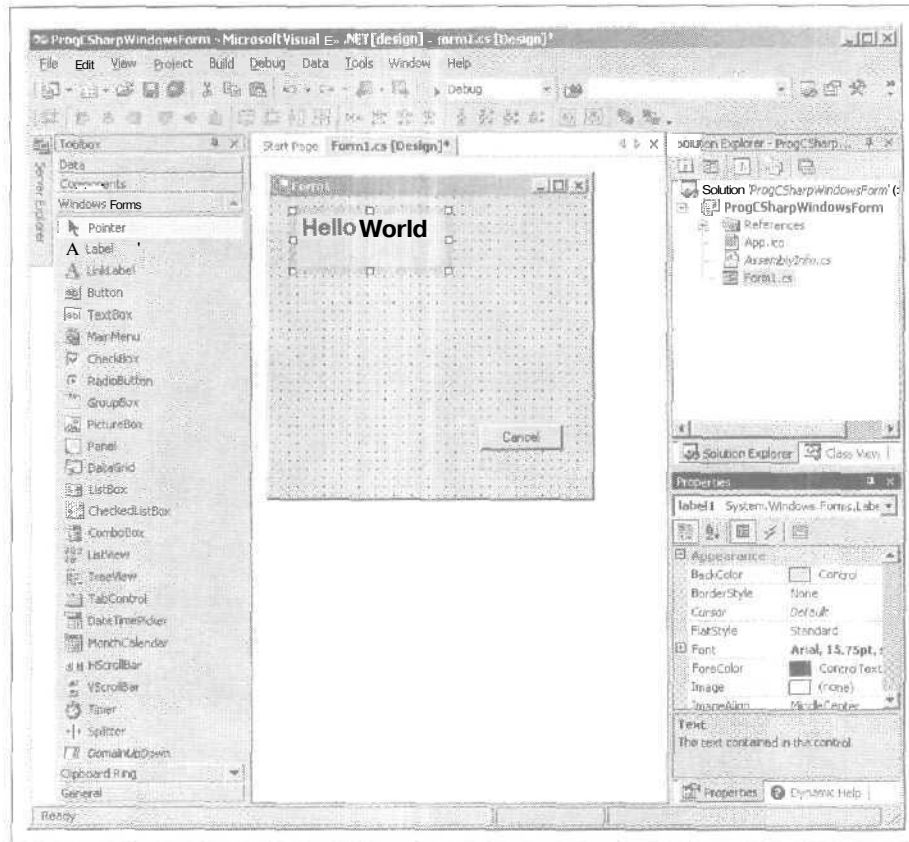 ProgCSharpWindowsForm - Microsoft Visual .NET [design] - Form1.cs [Design]*
File Edit View Project Build Debug Data Tools Window Help
Debug
Toolbox
Server Explorer
Data
Components
Windows Forms
Pointer
A Label
A LinkLabel
Button
TextBox
MainMenu
CheckBox
RadioButton
GroupBox
PictureBox
Panel
DataGrid
ListBox
CheckedListBox
ComboBox
ListView
TreeView
TabControl
DateTimePicker
MonthCalendar
HScrollBar
VScrollBar
Timer
Splitter
DomainUpDown
Clipboard Ring
General
Start Page Form1.cs [Design]*
Form1
Hello World
Cancel
Solution Explorer - ProgCSharp...
Solution 'ProgCSharpWindowsForm' (
ProgCSharpWindowsForm
References
App.ico
AssemblyInfo.cs
Form1.cs
Solution Explorer Class View
Properties
label1 System.Windows.Forms.Labe
Appearance
BackColor Control
BorderStyle None
Cursor Default
FlatStyle Standard
Font Arial, 15.75pt, s
ForeColor ControlText
Image (none)
ImageAlign MiddleCenter
Text
The text contained in the control.
Properties Dynamic Help
Ready